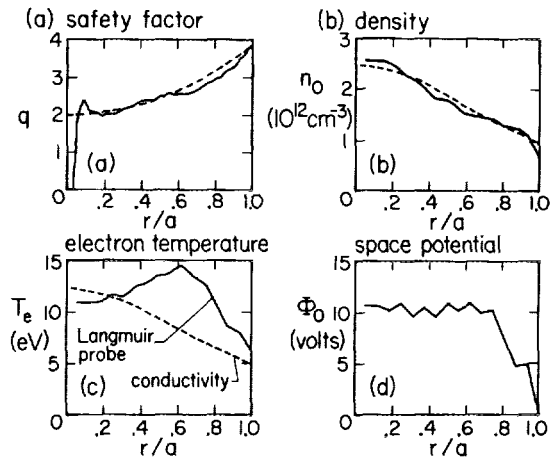 (a) safety factor
4
3
2
1
0
q
(a)
.2 .4 .6 .8 1.0
r/a
(b) density
3
2
1
0
n₀
(10¹²cm⁻³)
(b)
.2 .4 .6 .8 1.0
r/a
electron temperature
15
10
5
0
Tₑ
(eV)
Langmuir
probe
conductivity
(c)
.2 .4 .6 .8 1.0
r/a
space potential
15
10
5
0
Φ₀
(volts)
(d)
.2 .4 .6 .8 1.0
r/a